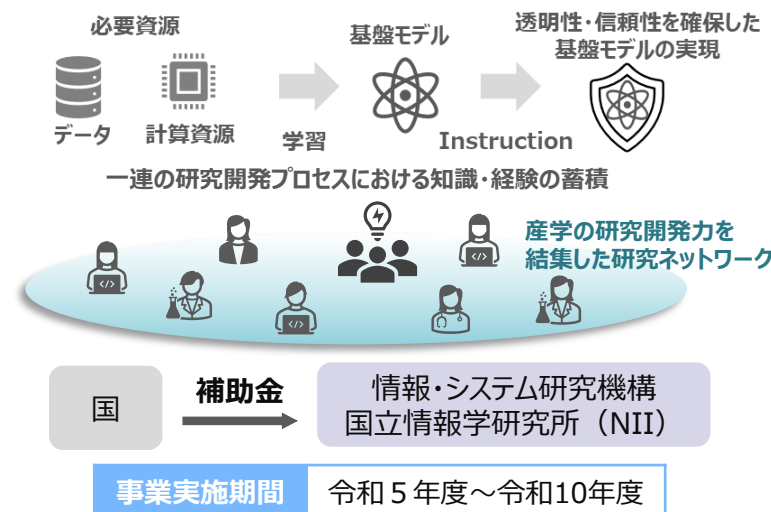 必要資源
データ
計算資源
学習
基盤モデル
Instruction
透明性・信頼性を確保した
基盤モデルの実現
一連の研究開発プロセスにおける知識・経験の蓄積
産学の研究開発力を
結集した研究ネットワーク
</>
</>
</>
国
補助金
情報・システム研究機構
国立情報学研究所（NII）
事業実施期間
令和５年度～令和10年度